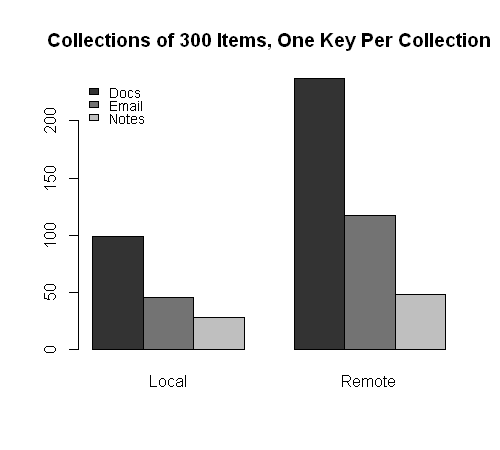 Collections of 300 Items, One Key Per Collection
Docs
Email
Notes
200
150
100
50
0
Local Remote